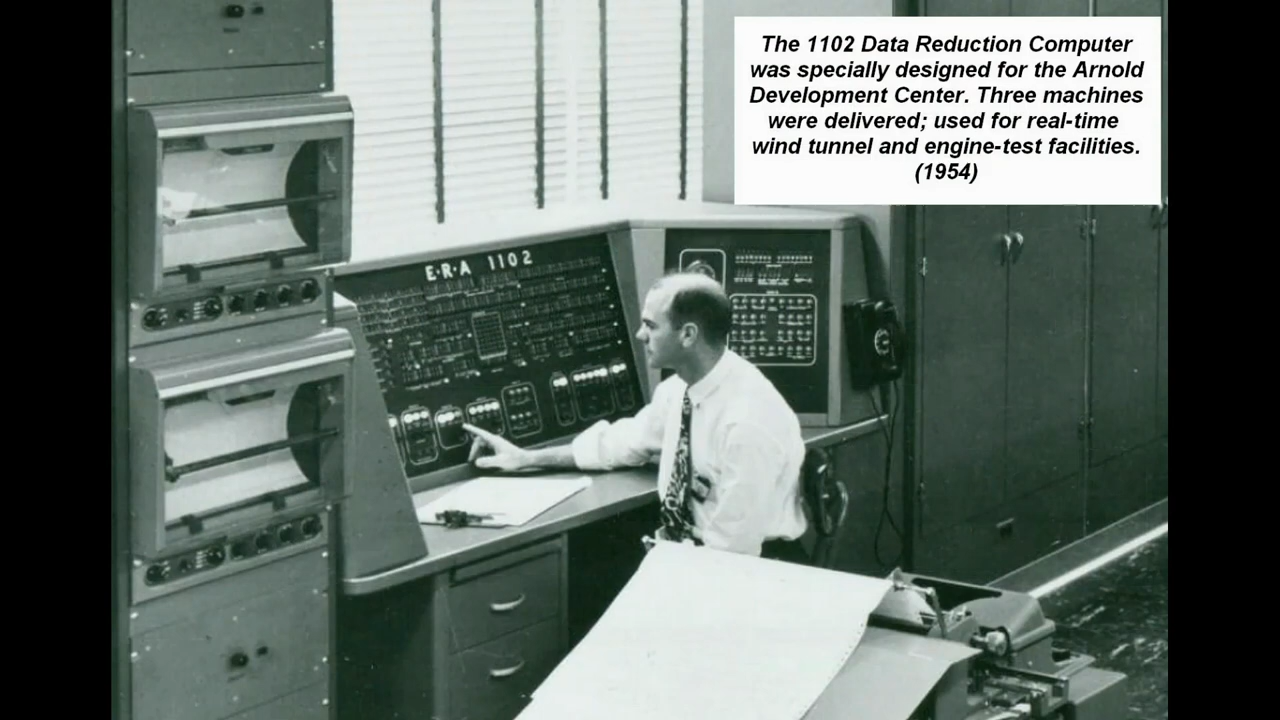 The 1102 Data Reduction Computer
was specially designed for the Arnold
Development Center. Three machines
were delivered; used for real-time
wind tunnel and engine-test facilities.
(1954)
E·R·A 1102